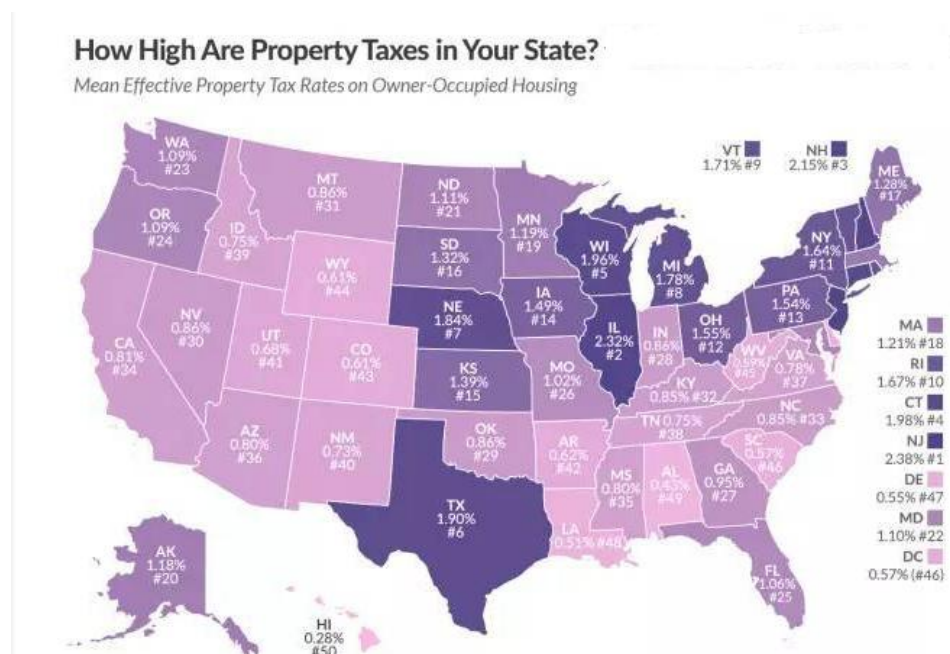 How High Are Property Taxes in Your State?
Mean Effective Property Tax Rates on Owner-Occupied Housing
WA
1.09%
#23
OR
1.09%
#24
CA
0.81%
#34
ID
0.75%
#39
NV
0.86%
#30
MT
0.86%
#31
WY
0.61%
#44
UT
0.68%
#41
CO
0.61%
#43
AZ
0.80%
#36
NM
0.73%
#40
ND
1.11%
#21
SD
1.32%
#16
NE
1.84%
#7
KS
1.39%
#15
OK
0.86%
#29
TX
1.90%
#6
MN
1.19%
#19
IA
1.49%
#14
MO
1.02%
#26
AR
0.62%
#42
LA
0.51% #48
WI
1.96%
#5
IL
2.32%
#2
MI
1.78%
#8
IN
0.86%
#28
OH
1.55%
#12
KY
0.85% #32
TN 0.75%
#38
MS
0.80%
#35
AL
0.43%
#49
GA
0.95%
#27
FL
1.06%
#25
SC
0.57%
#46
NC
0.85% #33
VA
0.78%
#37
WV
0.59%
#45
PA
1.54%
#13
NY
1.64%
#11
ME
1.28%
#17
VT
1.71% #9
NH
2.15% #3
MA
1.21% #18
RI
1.67% #10
CT
1.98% #4
NJ
2.38% #1
DE
0.55% #47
MD
1.10% #22
DC
0.57% (#46)
AK
1.18%
#20
HI
0.28%
#50